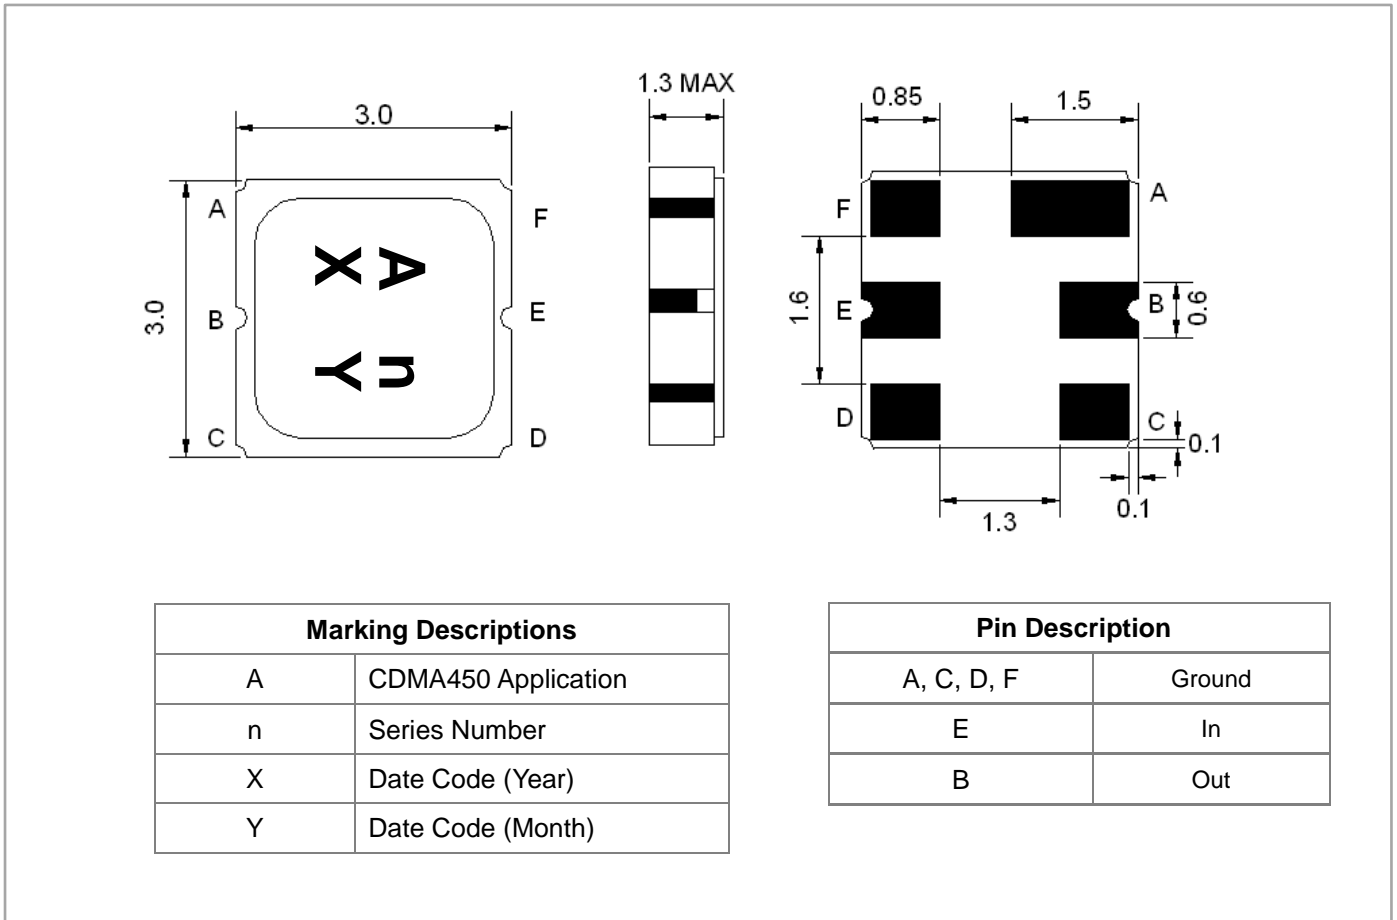 3.0
3.0
A
B
C
F
E
D
A
X
n
Y
1.3 MAX
0.85
1.5
F
E
D
A
B
C
1.6
0.6
0.1
0.1
1.3
Marking Descriptions
A CDMA450 Application
n Series Number
X Date Code (Year)
Y Date Code (Month)
Pin Description
A, C, D, F Ground
E In
B Out